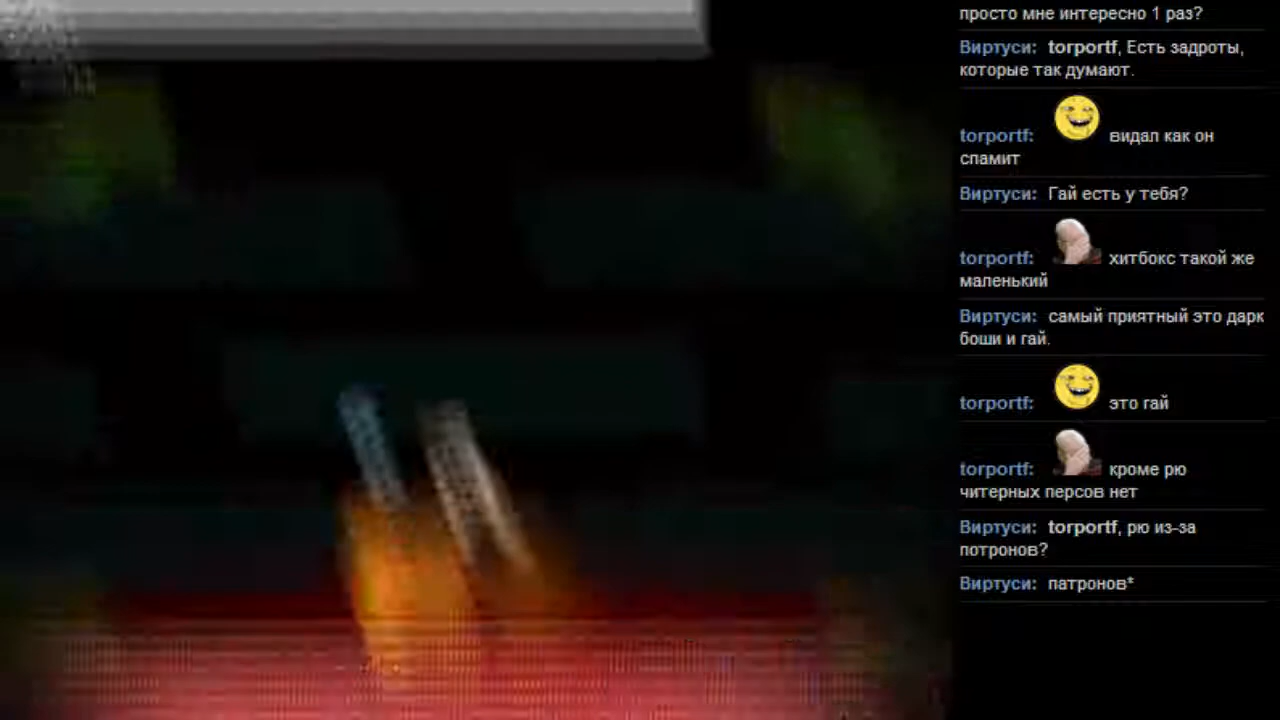 просто мне интересно 1 раз?
Виртуси: torportf, Есть задроты,
которые так думают.
torportf: видал как он
спамит
Виртуси: Гай есть у тебя?
torportf: хитбокс такой же
маленький
Виртуси: самый приятный это дарк
боши и гай.
torportf: это гай
torportf: кроме рю
читерных персов нет
Виртуси: torportf, рю из-за
потронов?
Виртуси: патронов*